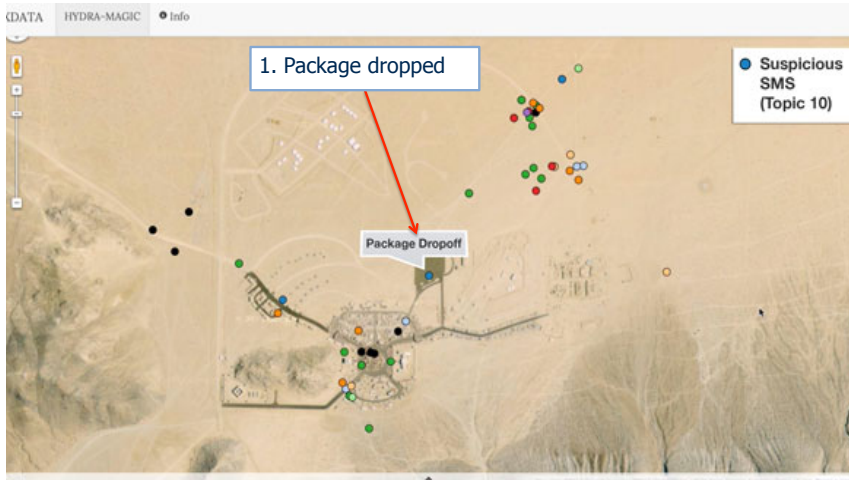 XDATA HYDRA-MAGIC Info
1. Package dropped
Suspicious
SMS
(Topic 10)
Package Dropoff